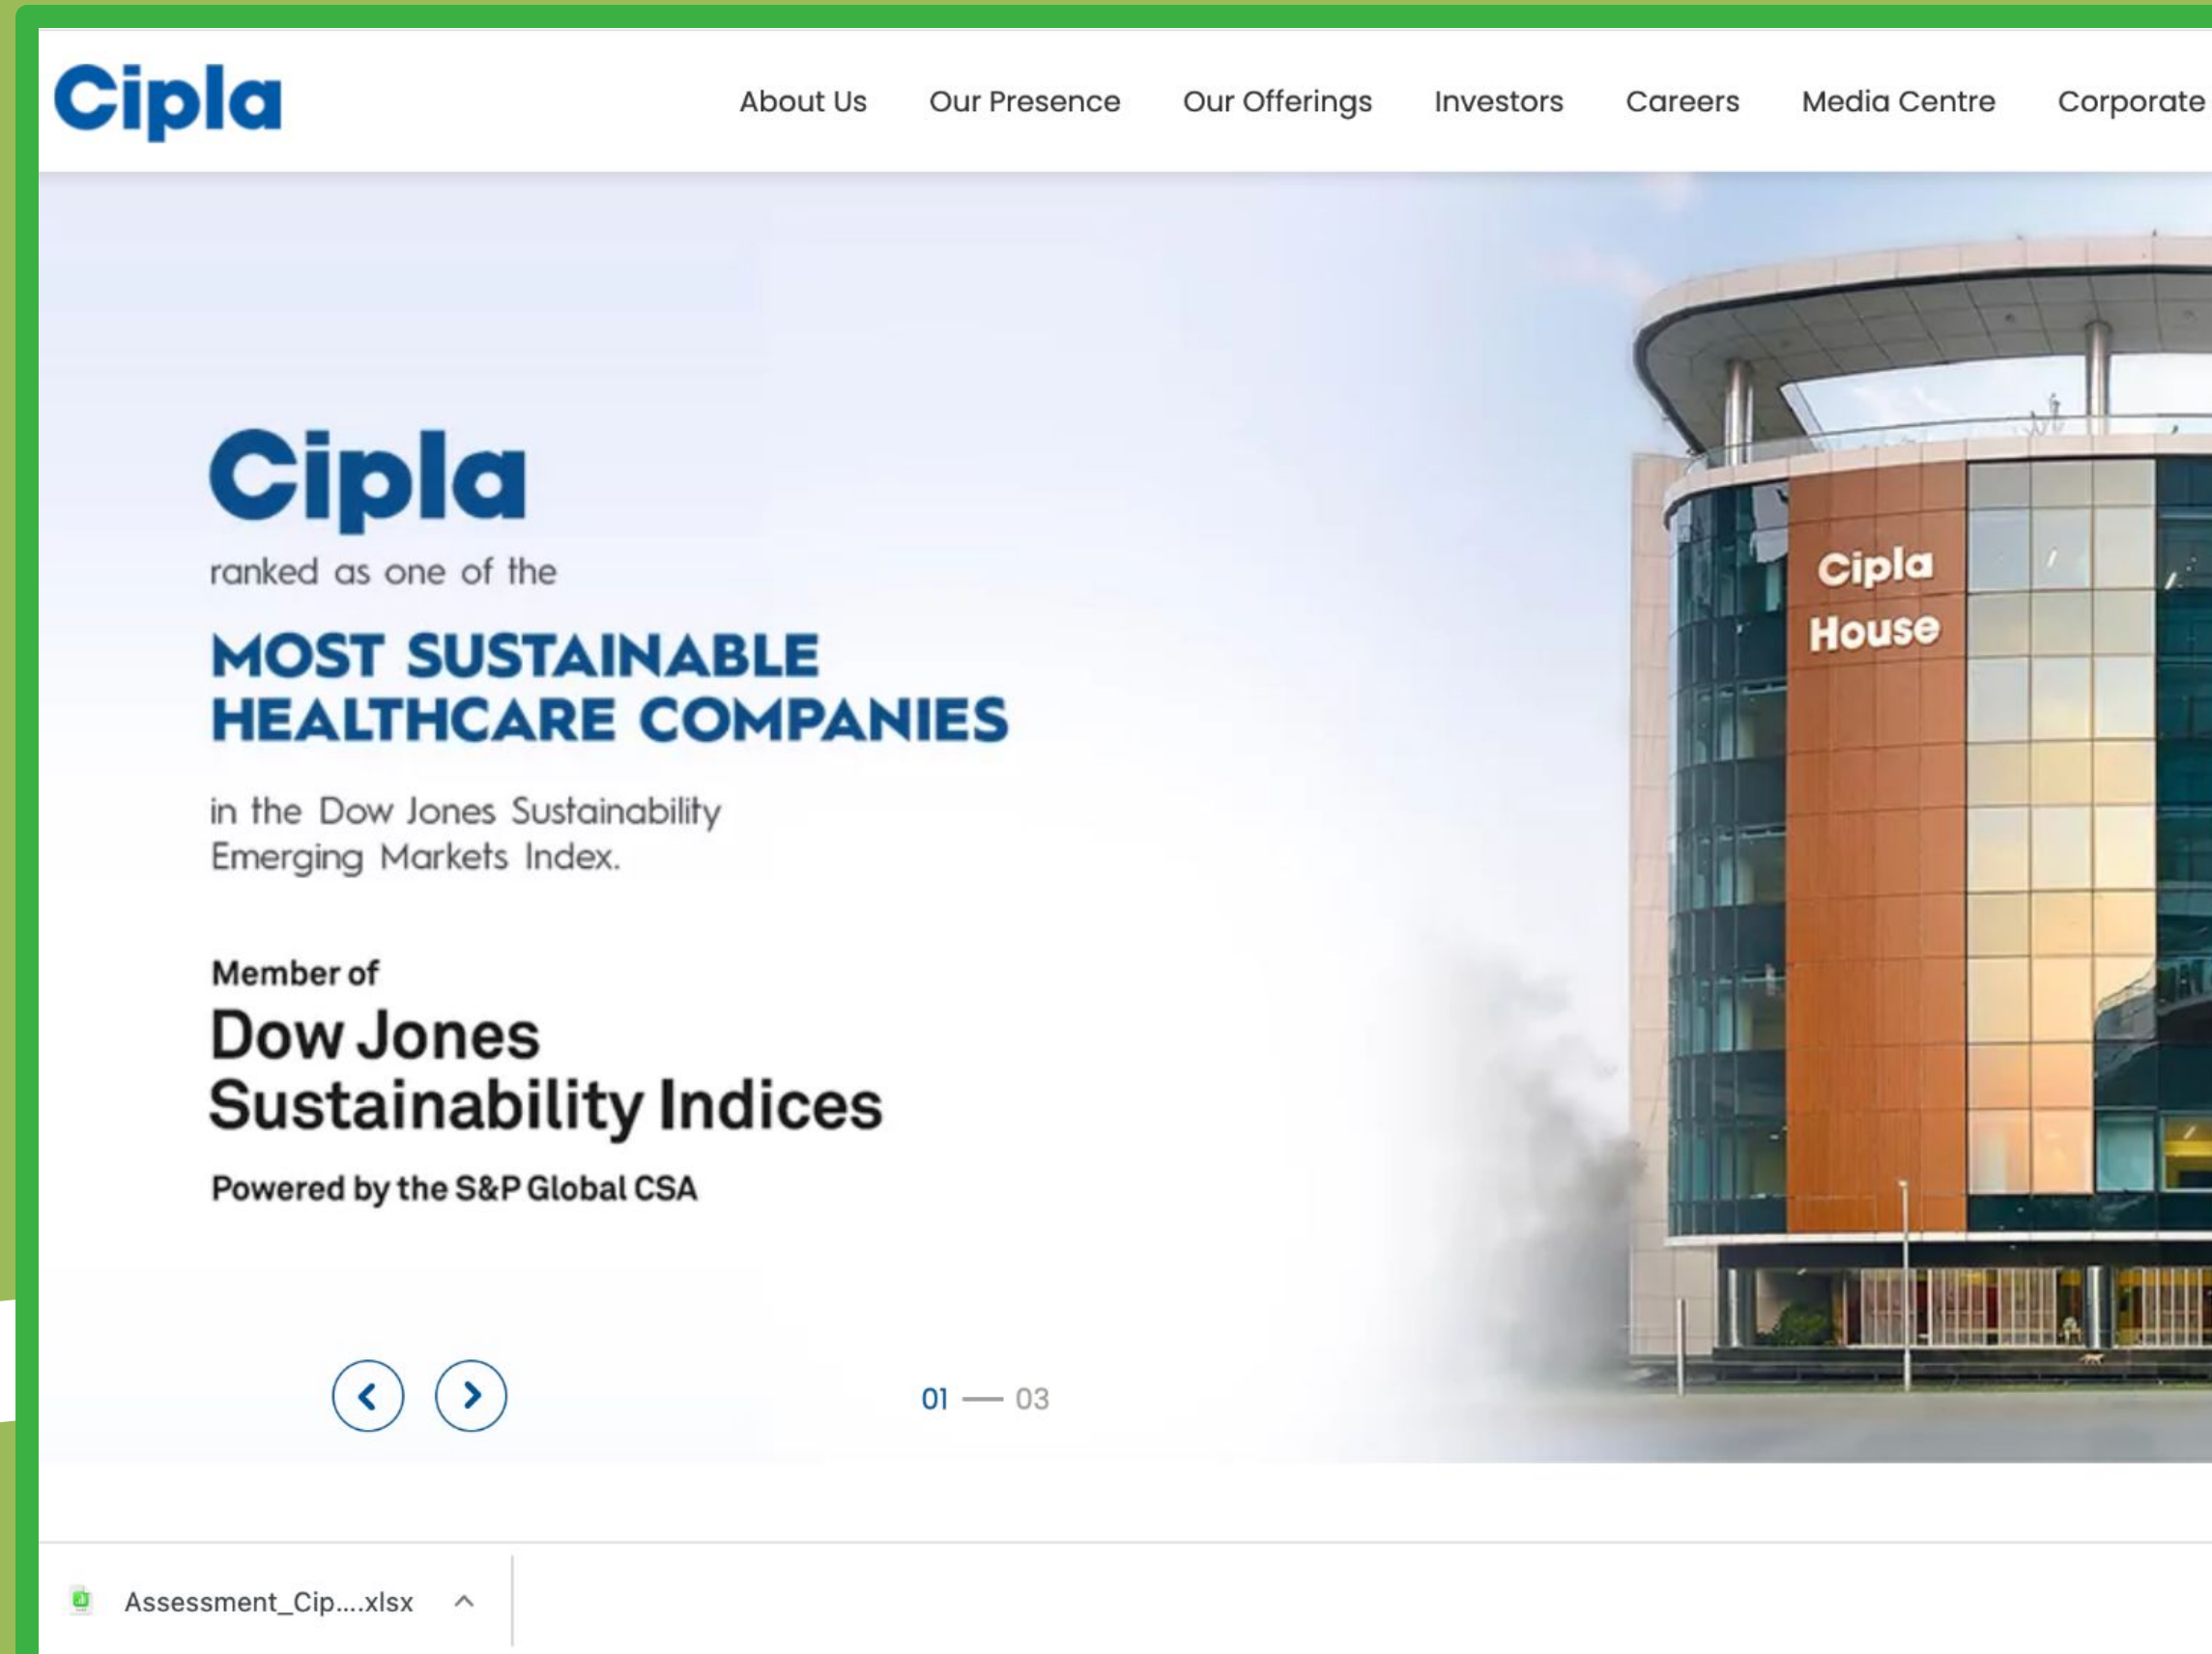 Cipla
About Us Our Presence Our Offerings Investors Careers Media Centre Corporate
Cipla
ranked as one of the
MOST SUSTAINABLE
HEALTHCARE COMPANIES
in the Dow Jones Sustainability
Emerging Markets Index.
Member of
Dow Jones
Sustainability Indices
Powered by the S&P Global CSA
Cipla
House
01 — 03
Assessment_Cip....xlsx